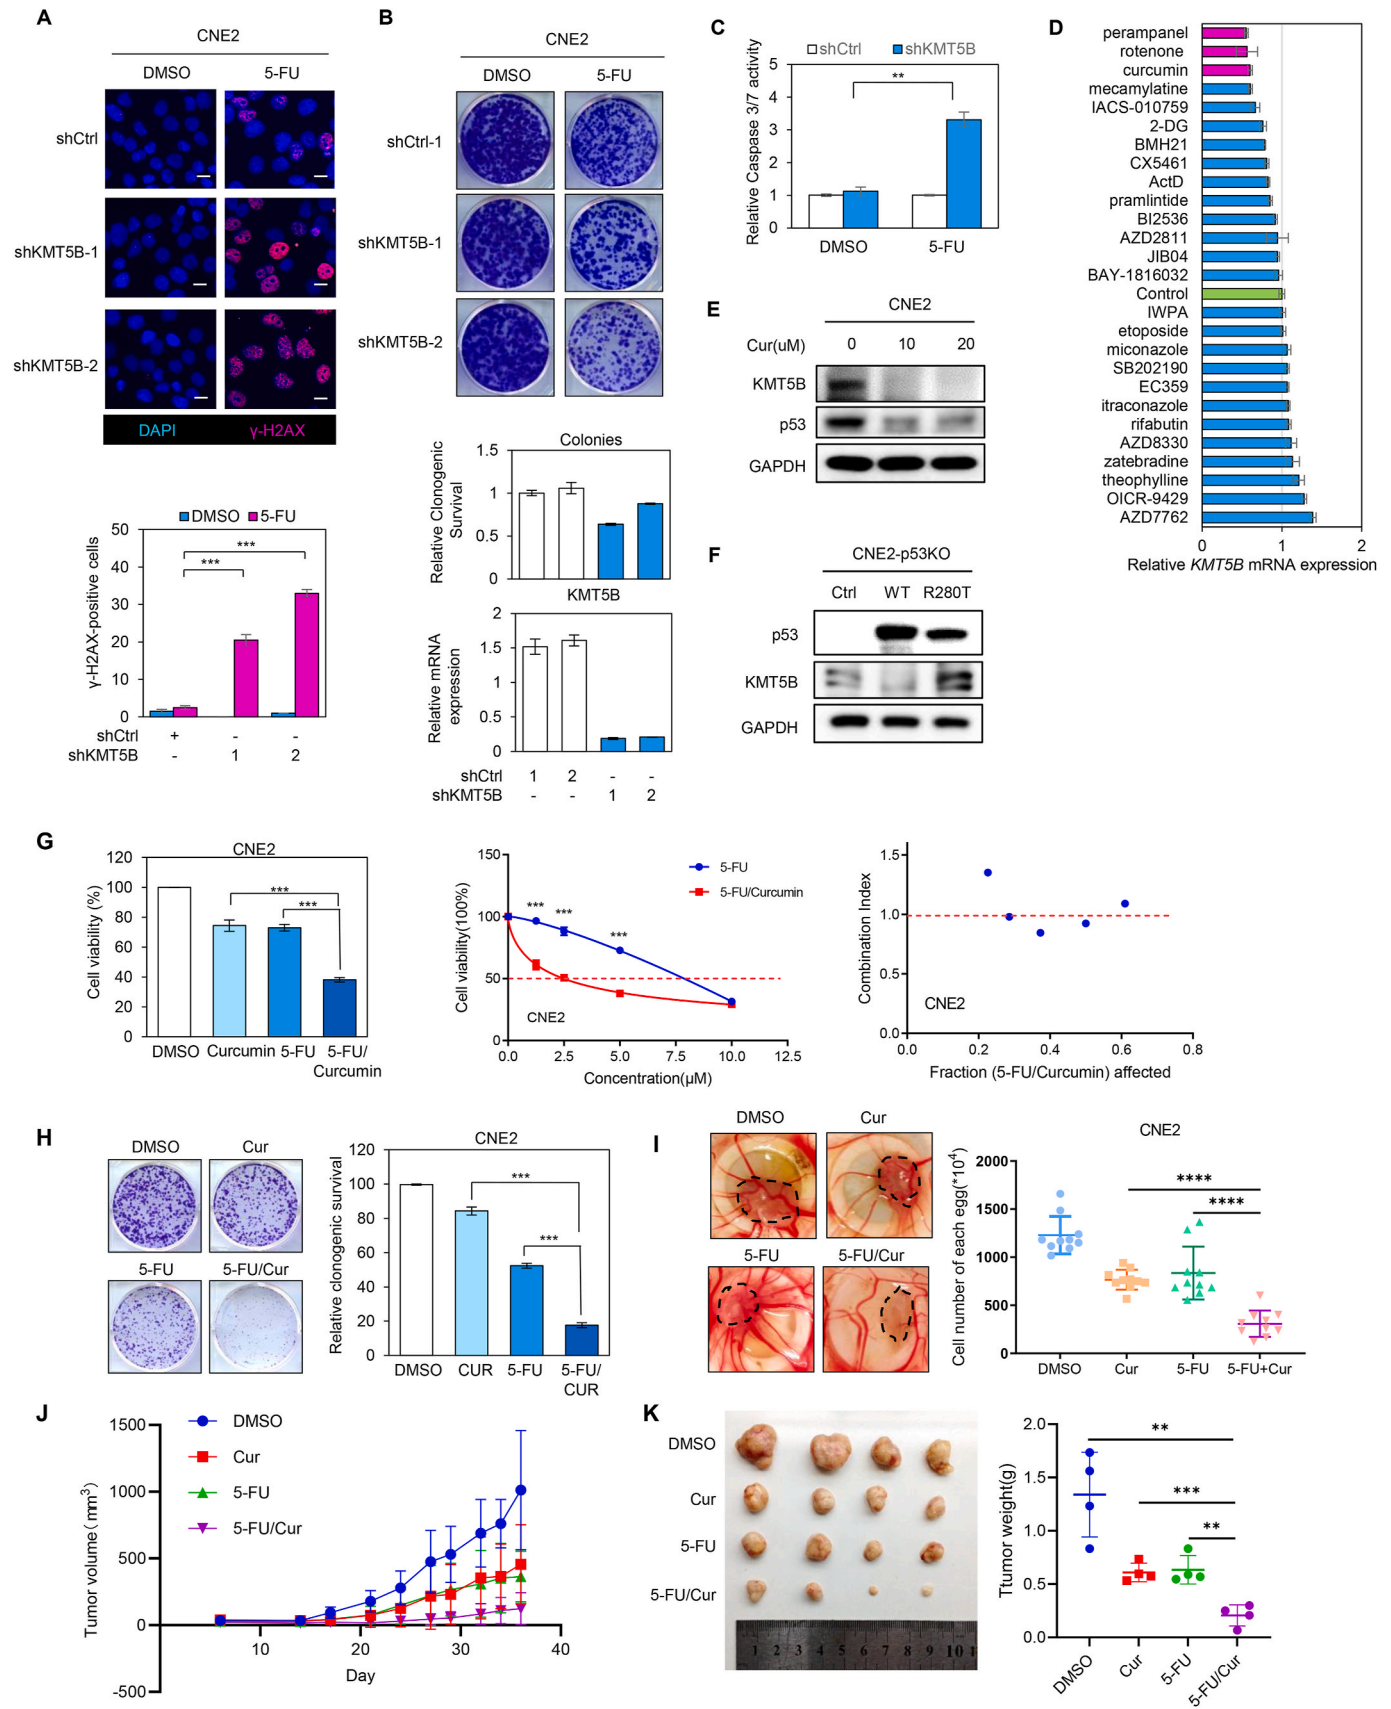 A
CNE2
DMSO 5-FU
shCtrl
shKMT5B-1
shKMT5B-2
DAPI γ-H2AX
DMSO 5-FU
γ-H2AX-positive cells
50
40
30
20
10
0
***
***
shCtrl + - -
shKMT5B - 1 2
B
CNE2
DMSO 5-FU
shCtrl-1
shKMT5B-1
shKMT5B-2
Colonies
Relative Clonogenic
Survival
1.5
1
0.5
0
KMT5B
Relative mRNA
expression
2
1.5
1
0.5
0
shCtrl 1 2 - -
shKMT5B - - 1 2
C
shCtrl shKMT5B
Relative Caspase 3/7 activity
5
4
3
2
1
0
**
DMSO 5-FU
D
perampanel
rotenone
curcumin
mecamylatine
IACS-010759
2-DG
BMH21
CX5461
ActD
pramlintide
BI2536
AZD2811
JIB04
BAY-1816032
Control
IWPA
etoposide
miconazole
SB202190
EC359
itraconazole
rifabutin
AZD8330
zatebradine
theophylline
OICR-9429
AZD7762
0 1 2
Relative KMT5B mRNA expression
E
CNE2
Cur(uM) 0 10 20
KMT5B
p53
GAPDH
F
CNE2-p53KO
Ctrl WT R280T
p53
KMT5B
GAPDH
G
CNE2
Cell viability (%)
120
100
80
60
40
20
0
***
***
DMSO Curcumin 5-FU 5-FU/
Curcumin
Cell viability(100%)
150
100
50
0
5-FU
5-FU/Curcumin
***
***
***
CNE2
0.0 2.5 5.0 7.5 10.0 12.5
Concentration(μM)
Combination Index
1.5
1.0
0.5
0.0
CNE2
0.0 0.2 0.4 0.6 0.8
Fraction (5-FU/Curcumin) affected
H
DMSO Cur
5-FU 5-FU/Cur
CNE2
Relative clonogenic survival
120
100
80
60
40
20
0
***
***
DMSO CUR 5-FU 5-FU/
CUR
I
DMSO Cur
5-FU 5-FU/Cur
CNE2
Cell number of each egg(*10⁴)
2000
1500
1000
500
0
****
****
DMSO Cur 5-FU 5-FU+Cur
J
Tumor volume( mm³)
1500
1000
500
0
-500
DMSO
Cur
5-FU
5-FU/Cur
10 20 30 40
Day
K
DMSO
Cur
5-FU
5-FU/Cur
1 2 3 4 5 6 7 8 9 10 1
Ttumor weight(g)
2.0
1.5
1.0
0.5
0.0
**
***
**
DMSO Cur 5-FU 5-FU/Cur